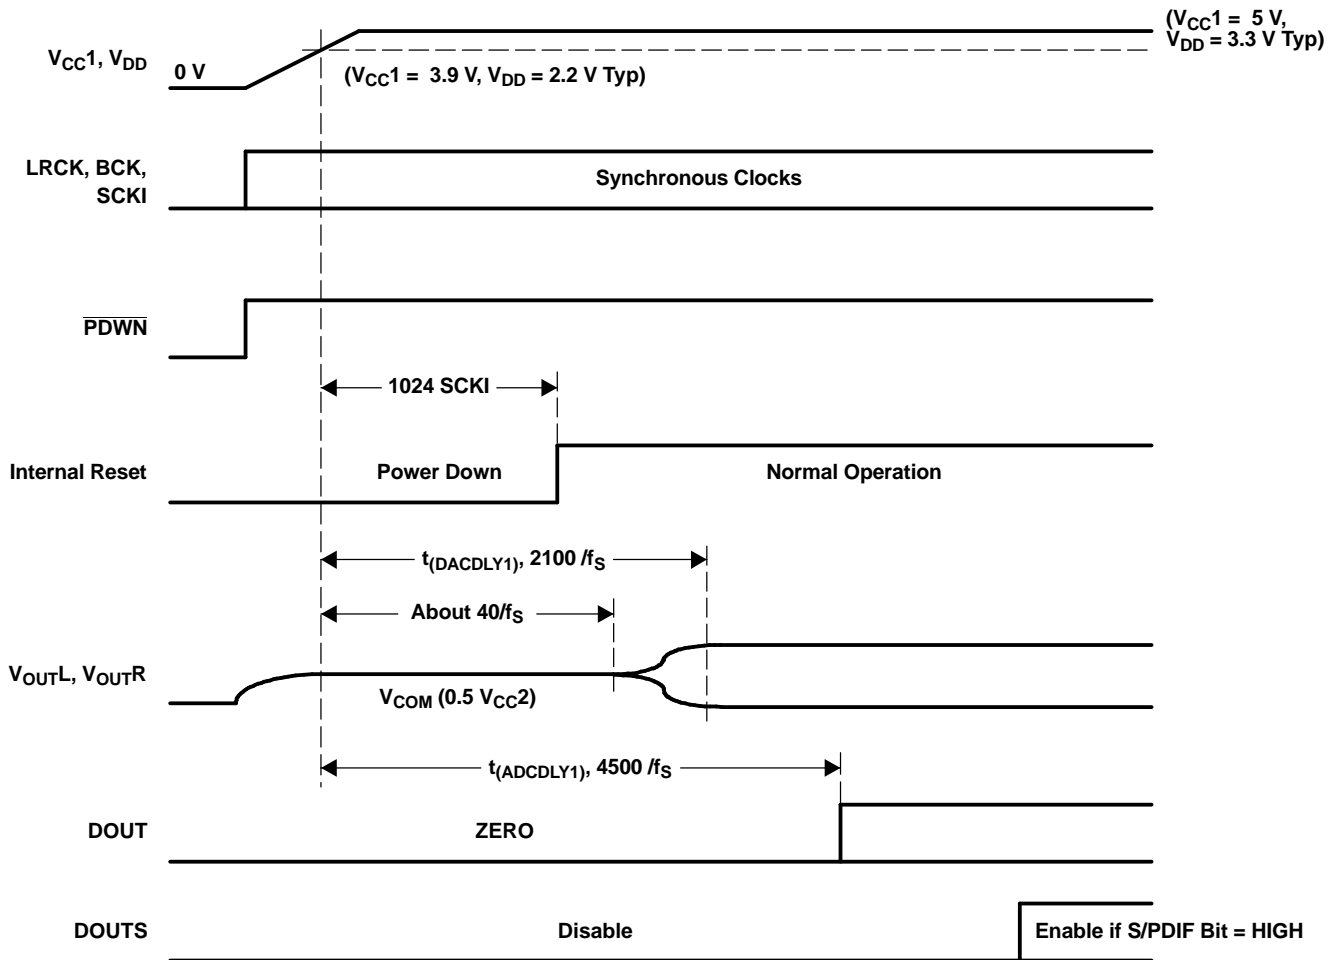 (VCC1 = 5 V,
VDD = 3.3 V Typ)
VCC1, VDD
0 V
(VCC1 = 3.9 V, VDD = 2.2 V Typ)
LRCK, BCK,
SCKI
Synchronous Clocks
PDWN
1024 SCKI
Internal Reset
Power Down
Normal Operation
t(DACDLY1), 2100 /fS
About 40/fS
VOUTL, VOUTR
VCOM (0.5 VCC2)
t(ADCDLY1), 4500 /fS
DOUT
ZERO
DOUTS
Disable
Enable if S/PDIF Bit = HIGH